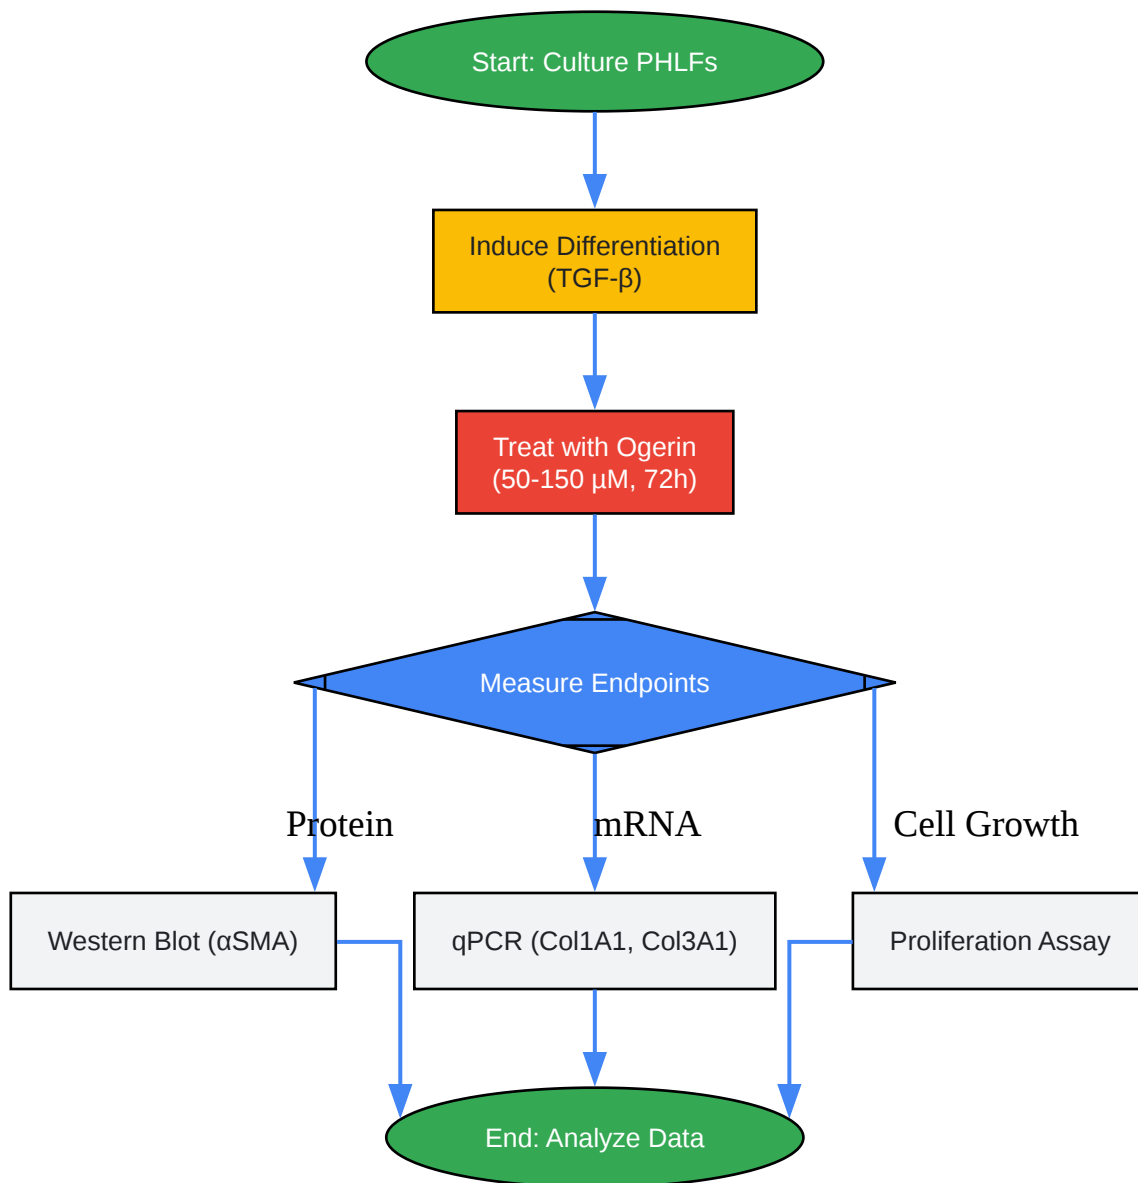 Start: Culture PHLFs
Induce Differentiation
(TGF-β)
Treat with Ogerin
(50-150 µM, 72h)
Measure Endpoints
Protein
mRNA
Cell Growth
Western Blot (αSMA)
qPCR (Col1A1, Col3A1)
Proliferation Assay
End: Analyze Data